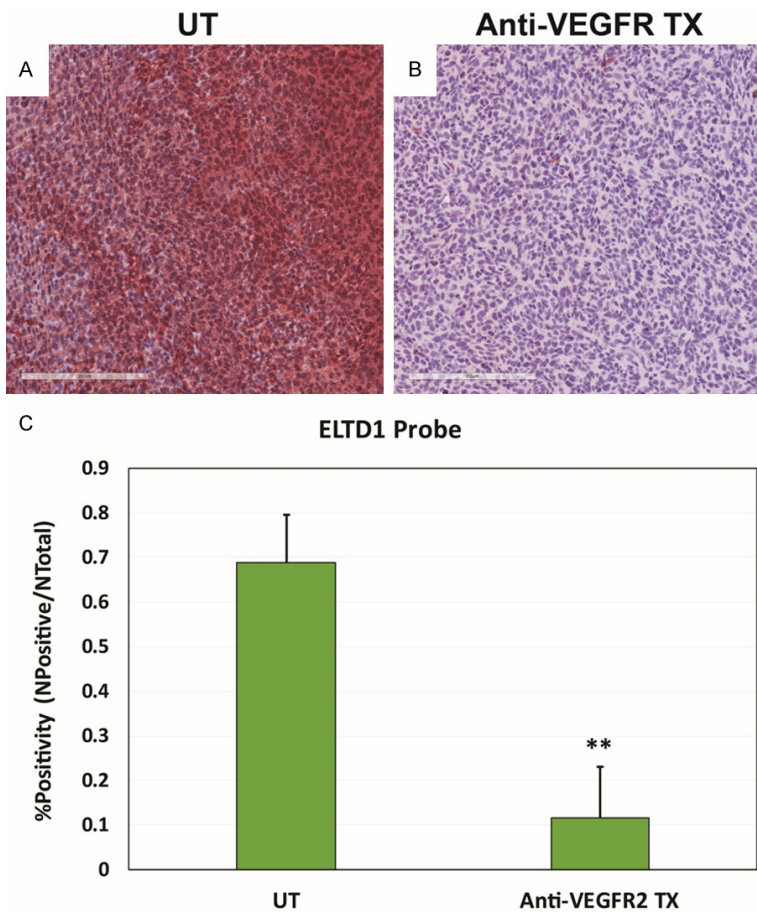 UT
Anti-VEGFR TX
A
B
C
ELTD1 Probe
%Positivity (NPositive/NTotal)
0.9
0.8
0.7
0.6
0.5
0.4
0.3
0.2
0.1
0
**
UT
Anti-VEGFR2 TX